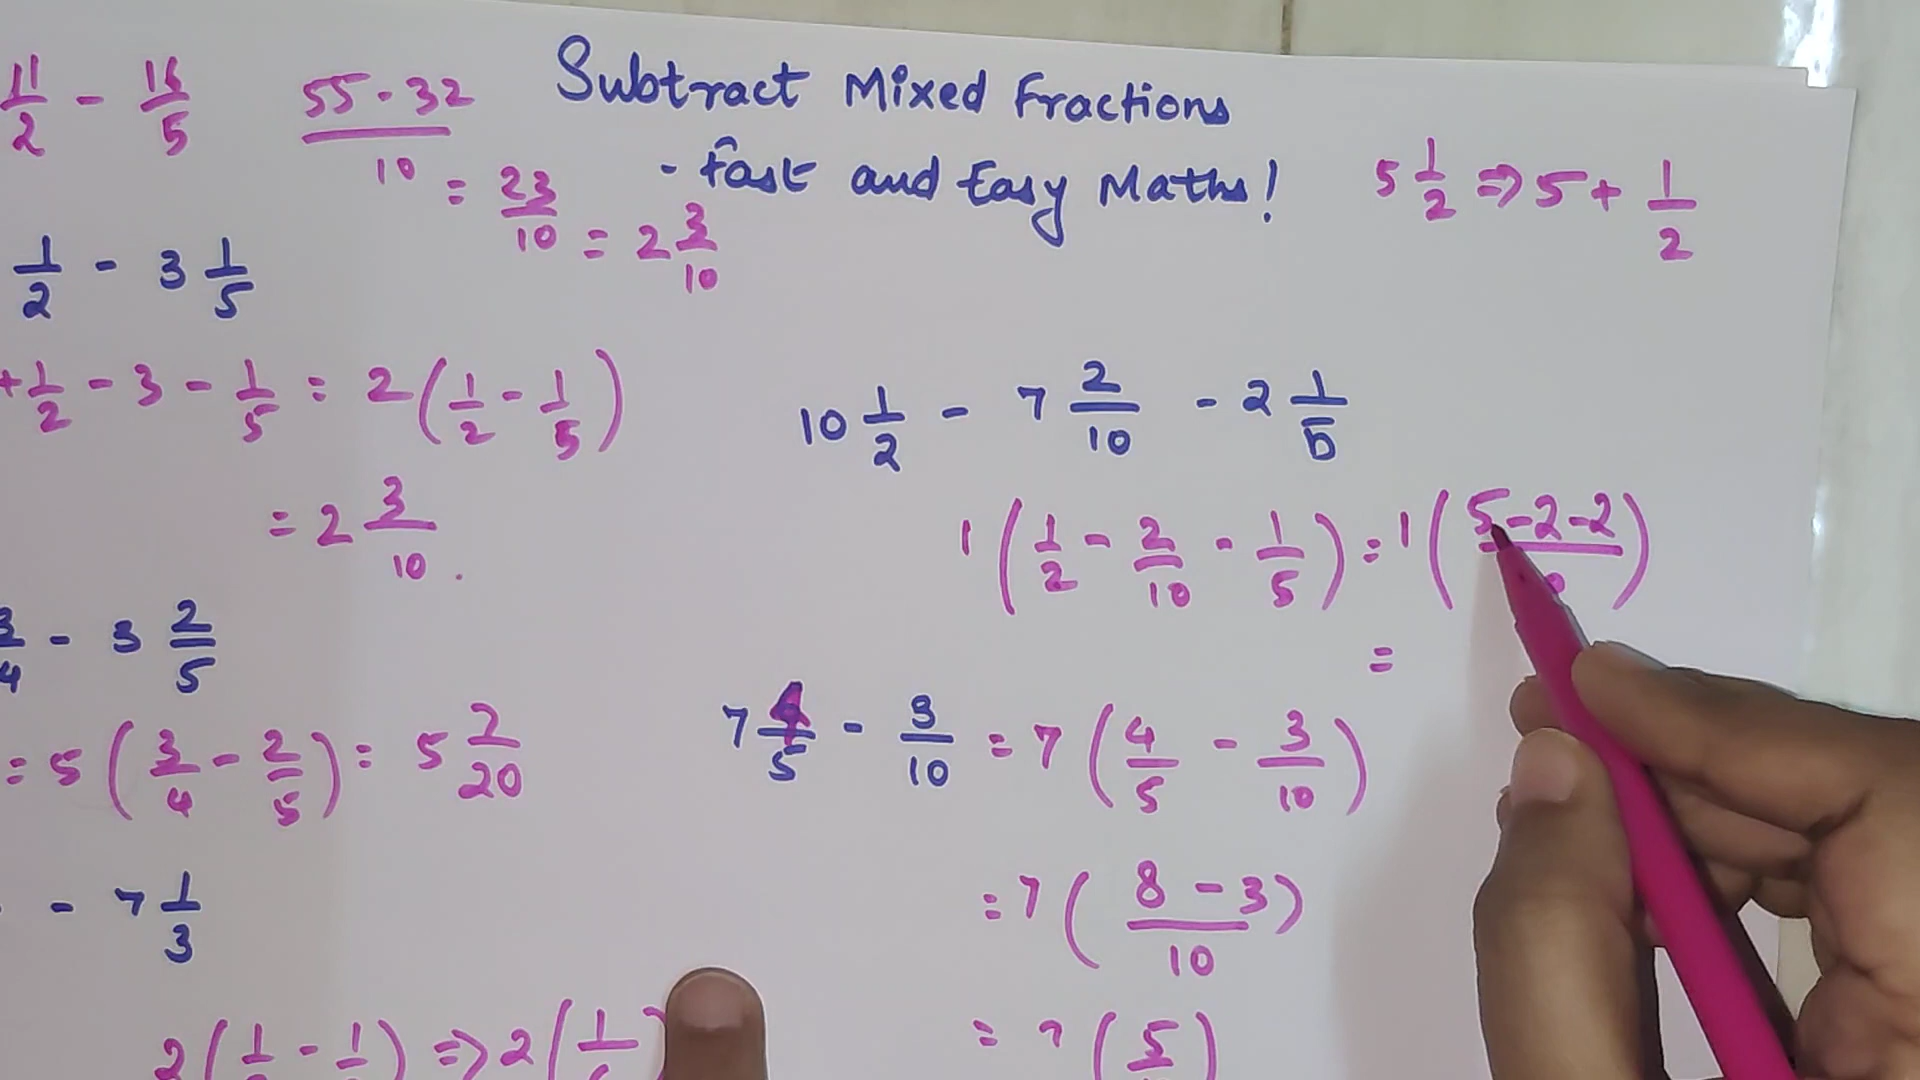 Subtract Mixed Fractions
- Fast and Easy Maths!
11/2 - 16/5
55-32/10
= 23/10 = 2 3/10
5 1/2 => 5 + 1/2
1/2 - 3 1/5
+ 1/2 - 3 - 1/5 = 2 (1/2 - 1/5)
= 2 3/10 .
3/4 - 3 2/5
= 5 (3/4 - 2/5) = 5 7/20
- 7 1/3
2 (1/ - 1/ ) => 2 (1/
10 1/2 - 7 2/10 - 2 1/5
1 (1/2 - 2/10 - 1/5) = 1 (5-2-2/ )
=
7 4/5 - 3/10 = 7 (4/5 - 3/10)
= 7 (8 - 3/10)
= 7 (5/ )